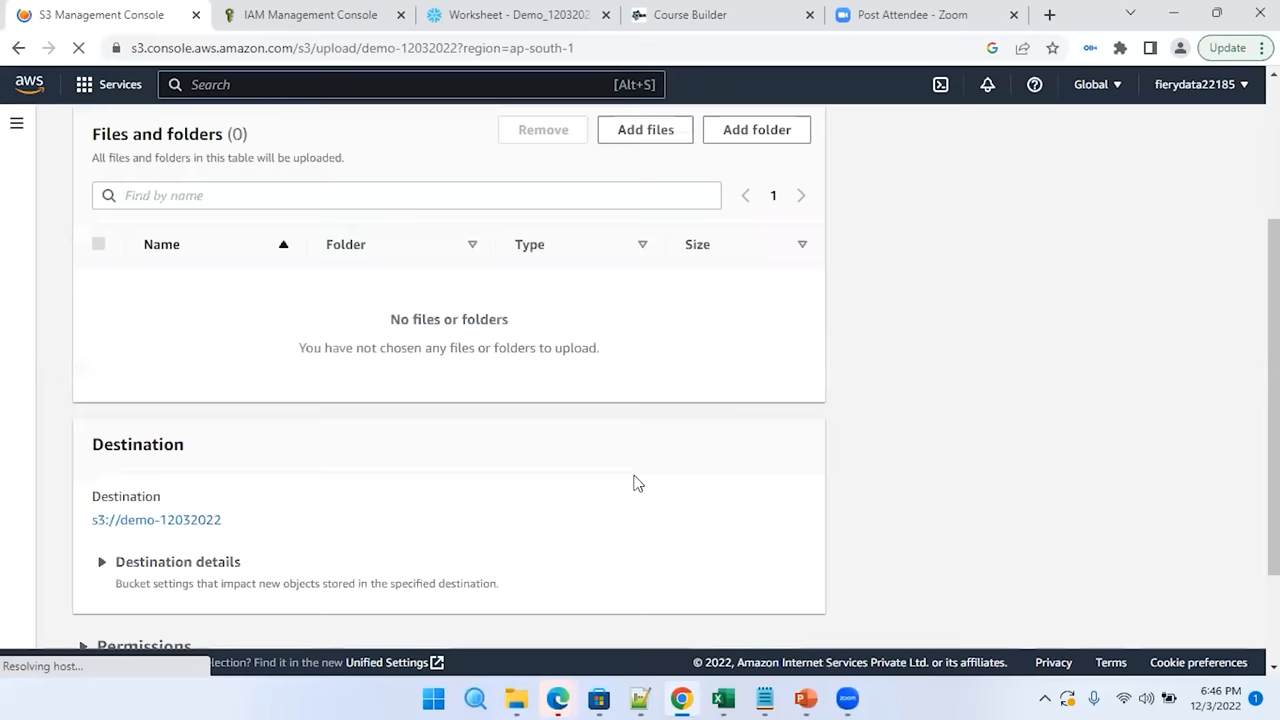 S3 Management Console
IAM Management Console
Worksheet - Demo_1203202
Course Builder
Post Attendee - Zoom
s3.console.aws.amazon.com/s3/upload/demo-12032022?region=ap-south-1
Update
aws
Services
Search
[Alt+S]
Global
fierydata22185
Files and folders (0)
Remove
Add files
Add folder
All files and folders in this table will be uploaded.
Find by name
1
Name
Folder
Type
Size
No files or folders
You have not chosen any files or folders to upload.
Destination
Destination
s3://demo-12032022
Destination details
Bucket settings that impact new objects stored in the specified destination.
Permissions
Resolving host...
lection? Find it in the new Unified Settings
© 2022, Amazon Internet Services Private Ltd. or its affiliates.
Privacy
Terms
Cookie preferences
zoom
6:46 PM
12/3/2022
1